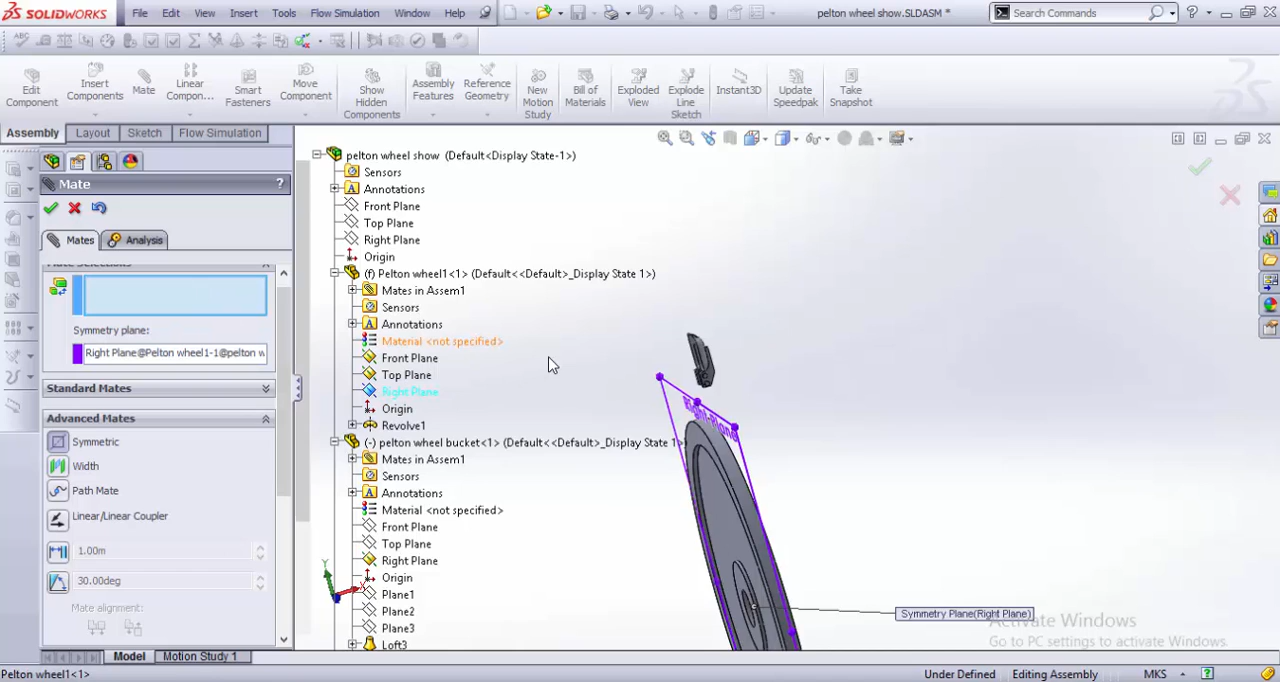 SOLIDWORKS File Edit View Insert Tools Flow Simulation Window Help pelton wheel show.SLDASM * Search Commands
Edit Component
Insert Components
Mate
Linear Compon...
Smart Fasteners
Move Component
Show Hidden Components
Assembly Features
Reference Geometry
New Motion Study
Bill of Materials
Exploded View
Explode Line Sketch
Instant3D
Update Speedpak
Take Snapshot
Assembly Layout Sketch Flow Simulation
Mate ?
Mates Analysis
Mate Selections
Symmetry plane:
Right Plane@Pelton wheel1-1@pelton w
Standard Mates
Advanced Mates
Symmetric
Width
Path Mate
Linear/Linear Coupler
1.00m
30.00deg
Mate alignment:
pelton wheel show (Default<Display State-1>)
Sensors
Annotations
Front Plane
Top Plane
Right Plane
Origin
(f) Pelton wheel1<1> (Default<<Default>_Display State 1>)
Mates in Assem1
Sensors
Annotations
Material <not specified>
Front Plane
Top Plane
Right Plane
Origin
Revolve1
(-) pelton wheel bucket<1> (Default<<Default>_Display State 1>)
Mates in Assem1
Sensors
Annotations
Material <not specified>
Front Plane
Top Plane
Right Plane
Origin
Plane1
Plane2
Plane3
Loft3
Right Plane
Symmetry Plane(Right Plane)
Y
Activate Windows
Go to PC settings to activate Windows.
Model Motion Study 1
Pelton wheel1<1> Under Defined Editing Assembly MKS ?